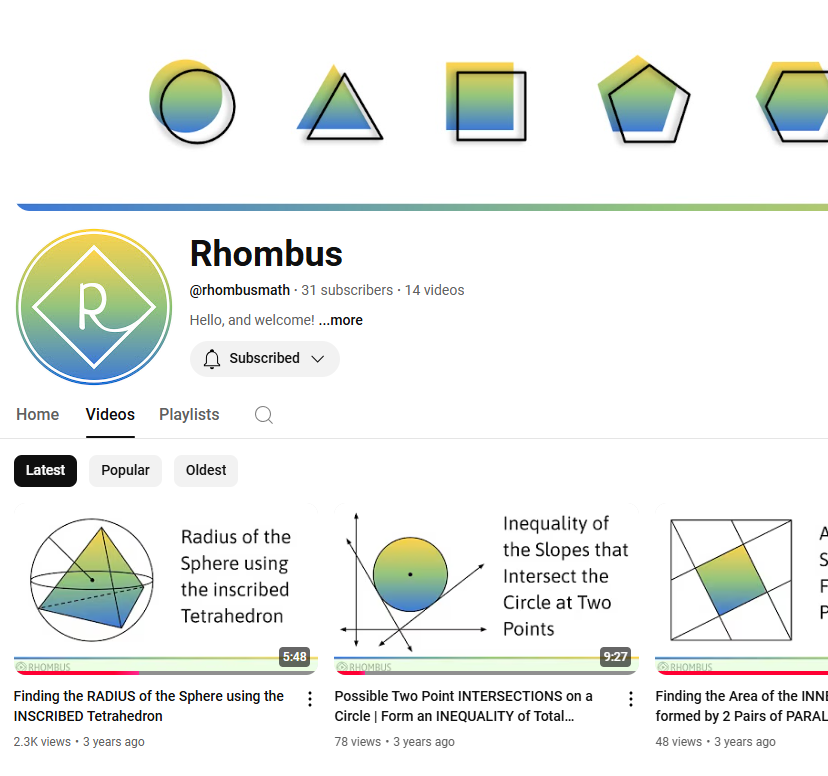 R
Rhombus
@rhombusmath · 31 subscribers · 14 videos
Hello, and welcome! ...more
Subscribed
Home Videos Playlists
Latest Popular Oldest
Radius of the
Sphere using
the inscribed
Tetrahedron
5:48
RHOMBUS
Inequality of
the Slopes that
Intersect the
Circle at Two
Points
9:27
RHOMBUS
A
S
F
P
RHOMBUS
Finding the RADIUS of the Sphere using the
INSCRIBED Tetrahedron
2.3K views · 3 years ago
Possible Two Point INTERSECTIONS on a
Circle | Form an INEQUALITY of Total...
78 views · 3 years ago
Finding the Area of the INNE
formed by 2 Pairs of PARAL
48 views · 3 years ago